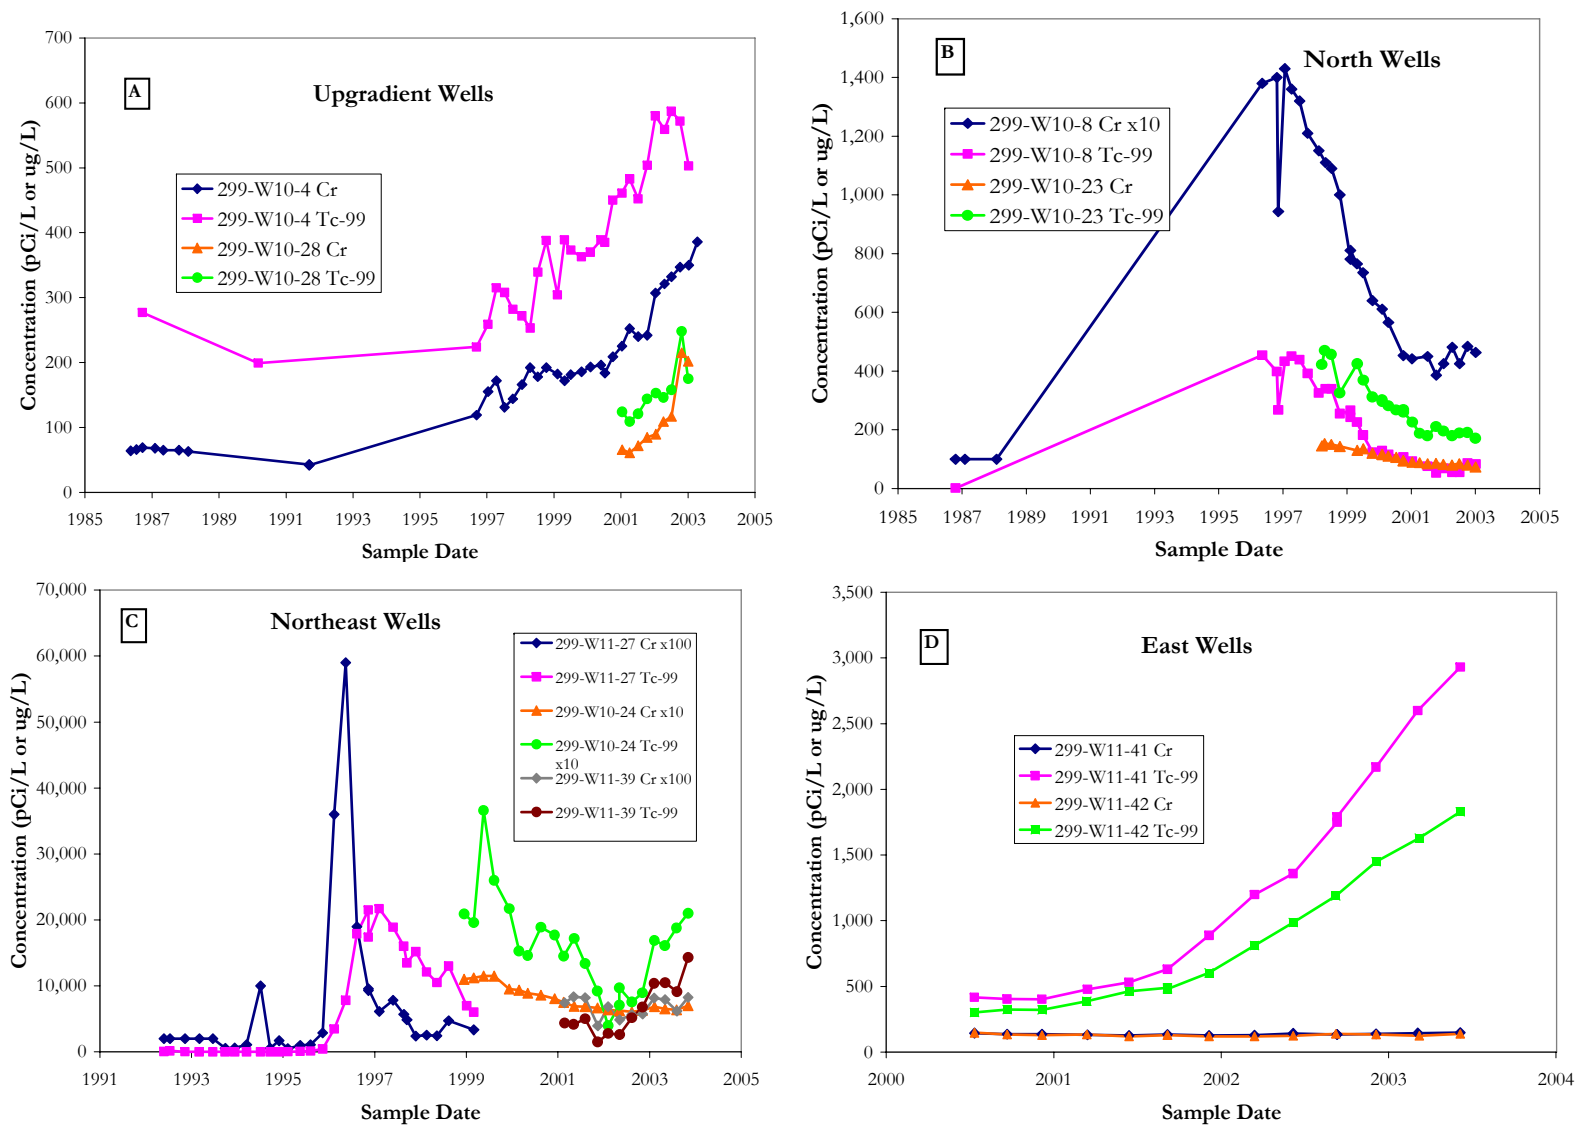 A
Upgradient Wells
Concentration (pCi/L or ug/L)
700
600
500
400
300
200
100
0
299-W10-4 Cr
299-W10-4 Tc-99
299-W10-28 Cr
299-W10-28 Tc-99
1985 1987 1989 1991 1993 1995 1997 1999 2001 2003 2005
Sample Date
B
North Wells
Concentration (pCi/L or ug/L)
1,600
1,400
1,200
1,000
800
600
400
200
0
299-W10-8 Cr x10
299-W10-8 Tc-99
299-W10-23 Cr
299-W10-23 Tc-99
1985 1987 1989 1991 1993 1995 1997 1999 2001 2003 2005
Sample Date
C
Northeast Wells
Concentration (pCi/L or ug/L)
70,000
60,000
50,000
40,000
30,000
20,000
10,000
0
299-W11-27 Cr x100
299-W11-27 Tc-99
299-W10-24 Cr x10
299-W10-24 Tc-99
x10
299-W11-39 Cr x100
299-W11-39 Tc-99
1991 1993 1995 1997 1999 2001 2003 2005
Sample Date
D
East Wells
Concentration (pCi/L or ug/L)
3,500
3,000
2,500
2,000
1,500
1,000
500
0
299-W11-41 Cr
299-W11-41 Tc-99
299-W11-42 Cr
299-W11-42 Tc-99
2000 2001 2002 2003 2004
Sample Date